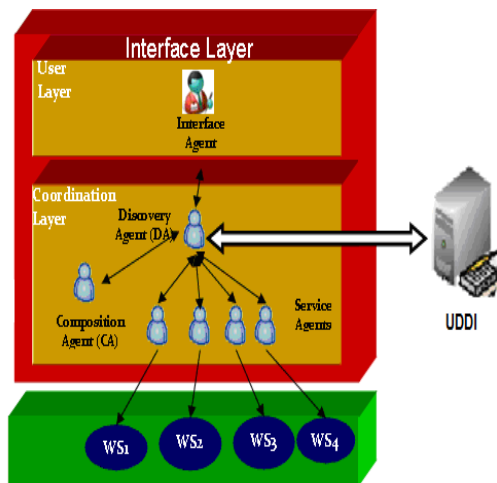 Interface Layer
User
Layer
Interface
Agent
Coordination
Layer
Discovery
Agent (DA)
Composition
Agent (CA)
Service
Agents
UDDI
WS1
WS2
WS3
WS4